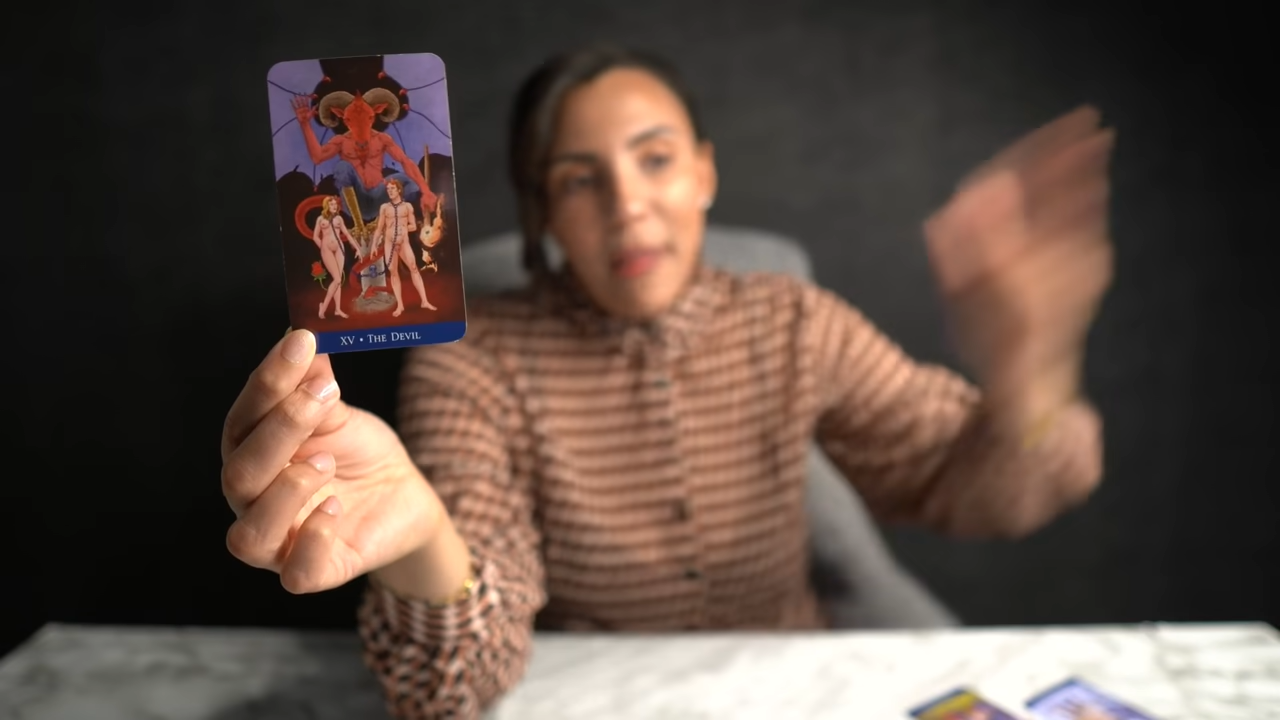 XV • THE DEVIL